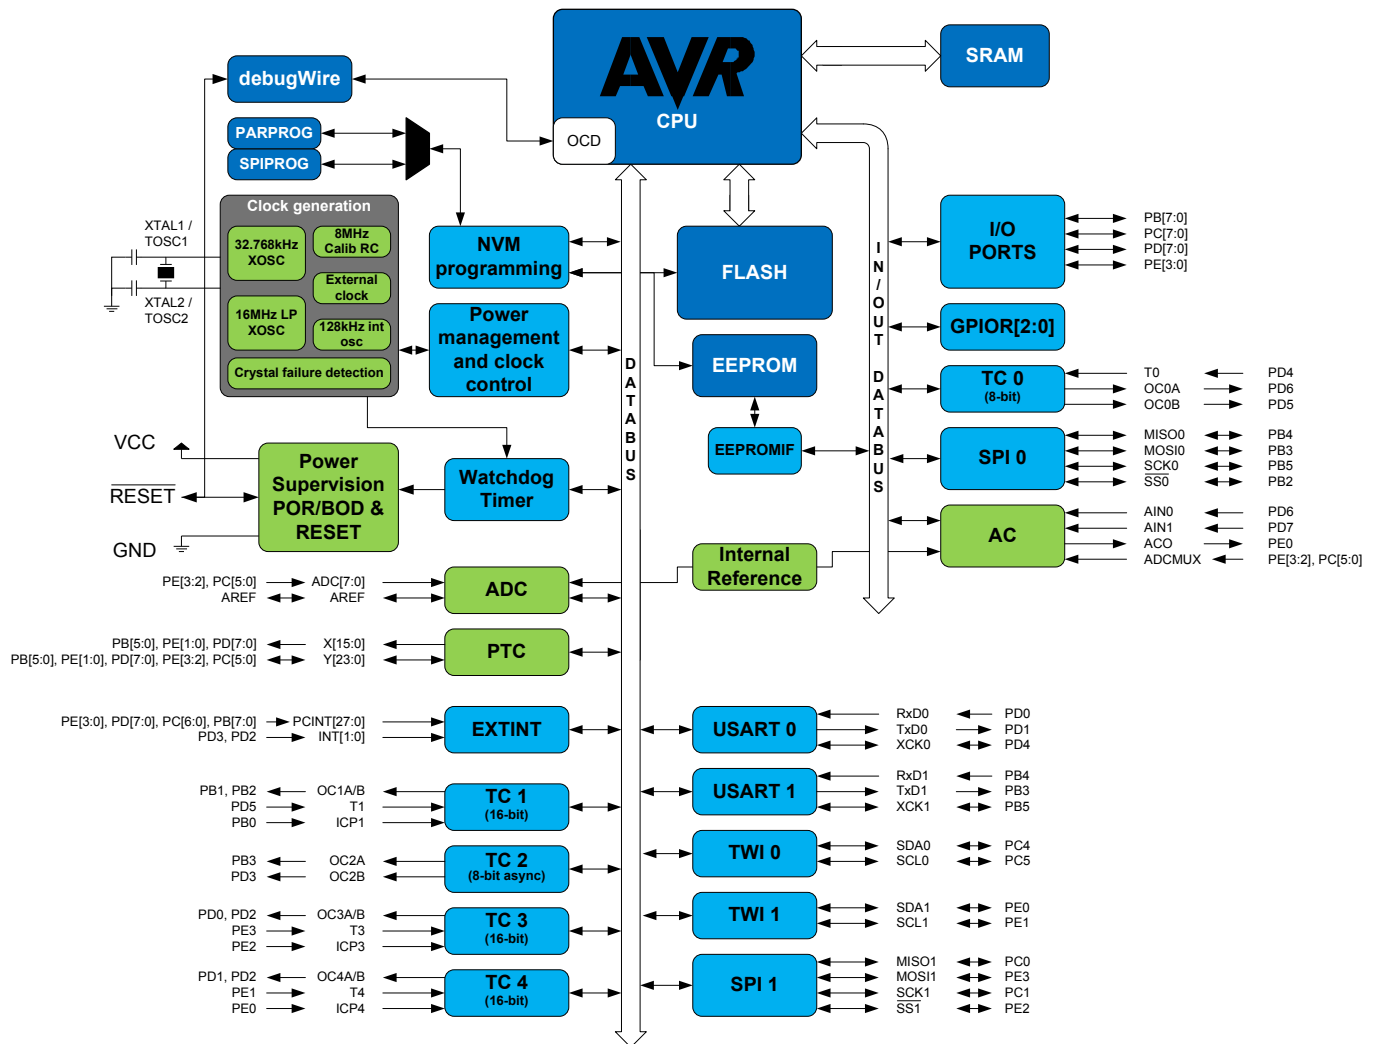 AVR
CPU
OCD
SRAM
debugWire
PARPROG
SPIPROG
Clock generation
XTAL1 /
TOSC1
32.768kHz
XOSC
8MHz
Calib RC
External
clock
XTAL2 /
TOSC2
16MHz LP
XOSC
128kHz int
osc
Crystal failure detection
NVM
programming
Power
management
and clock
control
FLASH
EEPROM
EEPROMIF
DATABUS
IN/OUT DATABUS
I/O
PORTS
PB[7:0]
PC[7:0]
PD[7:0]
PE[3:0]
GPIOR[2:0]
TC 0
(8-bit)
T0 PD4
OC0A PD6
OC0B PD5
SPI 0
MISO0 PB4
MOSI0 PB3
SCK0 PB5
SS0 PB2
AC
AIN0 PD6
AIN1 PD7
ACO PE0
ADCMUX PE[3:2], PC[5:0]
VCC
RESET
GND
Power
Supervision
POR/BOD &
RESET
Watchdog
Timer
Internal
Reference
PE[3:2], PC[5:0] ADC[7:0]
AREF AREF
ADC
PB[5:0], PE[1:0], PD[7:0] X[15:0]
PB[5:0], PE[1:0], PD[7:0], PE[3:2], PC[5:0] Y[23:0]
PTC
PE[3:0], PD[7:0], PC[6:0], PB[7:0] PCINT[27:0]
PD3, PD2 INT[1:0]
EXTINT
PB1, PB2 OC1A/B
PD5 T1
PB0 ICP1
TC 1
(16-bit)
PB3 OC2A
PD3 OC2B
TC 2
(8-bit async)
PD0, PD2 OC3A/B
PE3 T3
PE2 ICP3
TC 3
(16-bit)
PD1, PD2 OC4A/B
PE1 T4
PE0 ICP4
TC 4
(16-bit)
USART 0
RxD0 PD0
TxD0 PD1
XCK0 PD4
USART 1
RxD1 PB4
TxD1 PB3
XCK1 PB5
TWI 0
SDA0 PC4
SCL0 PC5
TWI 1
SDA1 PE0
SCL1 PE1
SPI 1
MISO1 PC0
MOSI1 PE3
SCK1 PC1
SS1 PE2